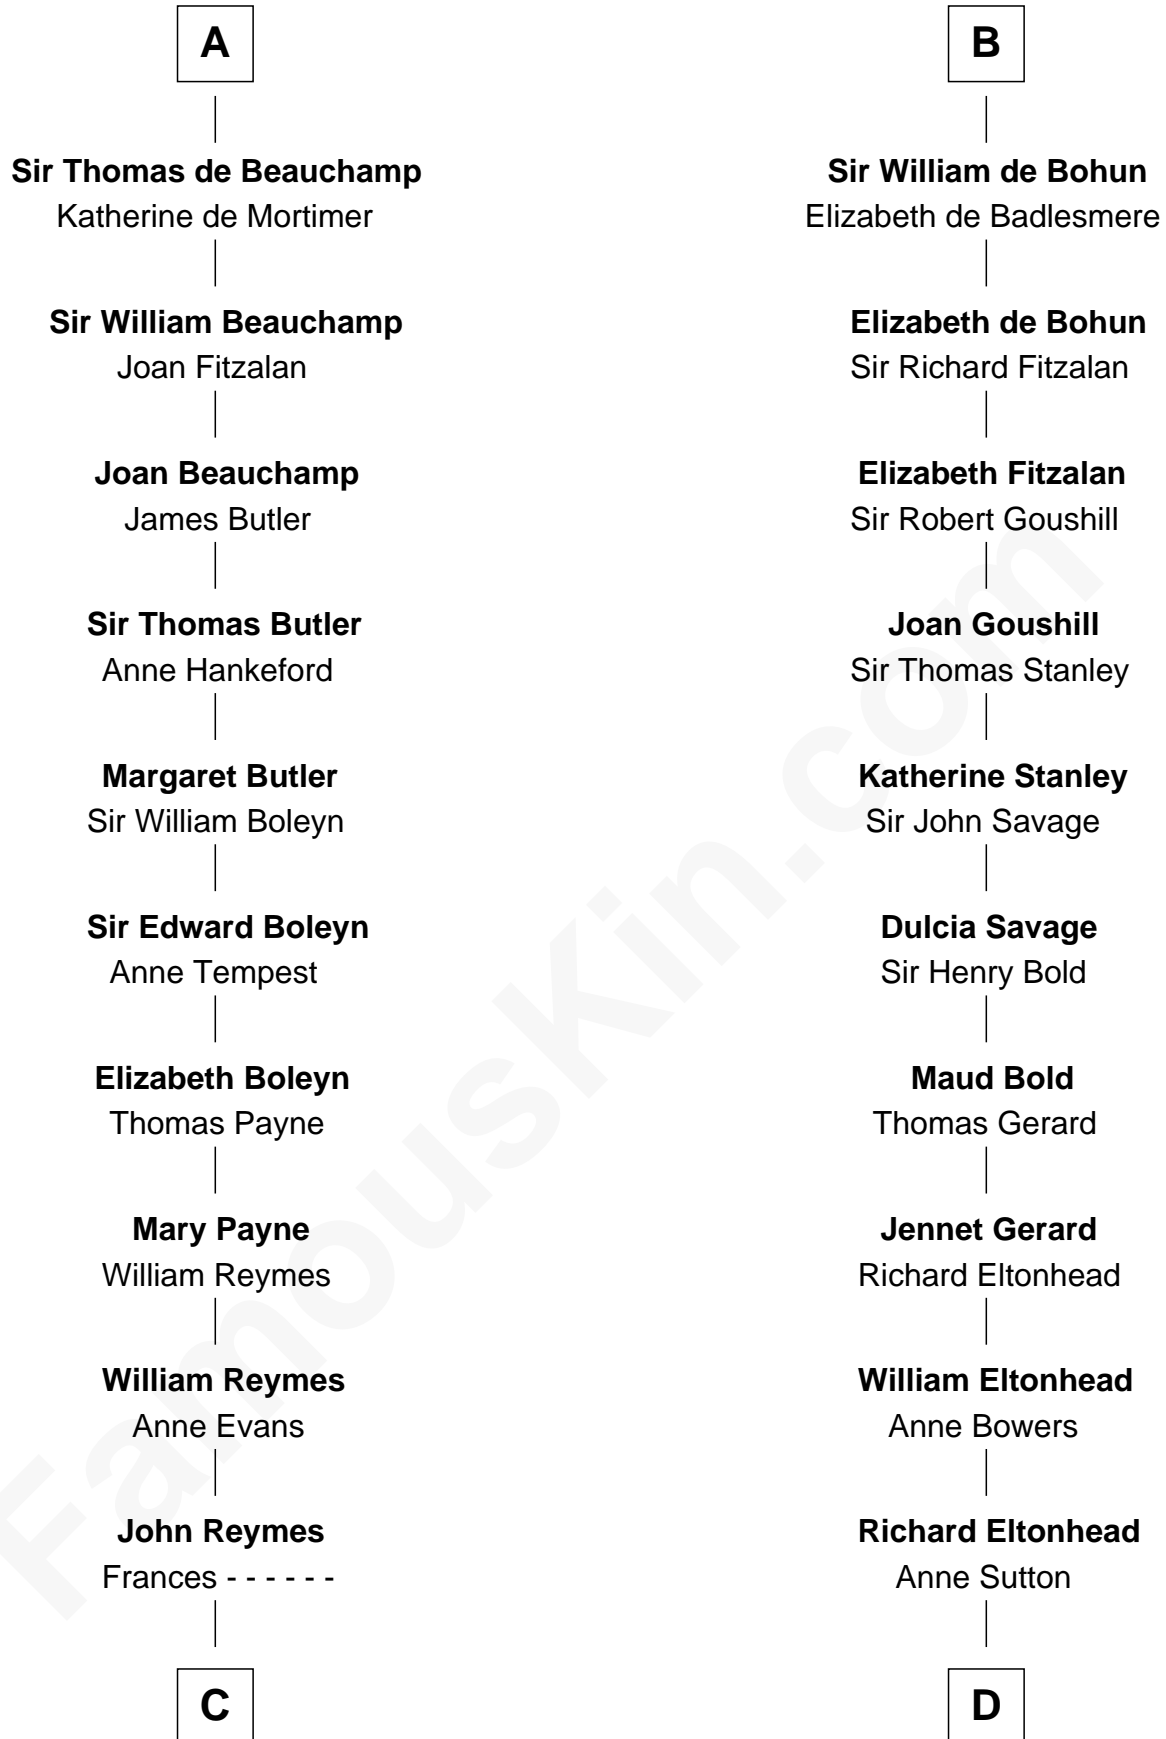 A
Sir Thomas de Beauchamp
Katherine de Mortimer
Sir William Beauchamp
Joan Fitzalan
Joan Beauchamp
James Butler
Sir Thomas Butler
Anne Hankeford
Margaret Butler
Sir William Boleyn
Sir Edward Boleyn
Anne Tempest
Elizabeth Boleyn
Thomas Payne
Mary Payne
William Reymes
William Reymes
Anne Evans
John Reymes
Frances - - - - - -
C
B
Sir William de Bohun
Elizabeth de Badlesmere
Elizabeth de Bohun
Sir Richard Fitzalan
Elizabeth Fitzalan
Sir Robert Goushill
Joan Goushill
Sir Thomas Stanley
Katherine Stanley
Sir John Savage
Dulcia Savage
Sir Henry Bold
Maud Bold
Thomas Gerard
Jennet Gerard
Richard Eltonhead
William Eltonhead
Anne Bowers
Richard Eltonhead
Anne Sutton
D
FamousKin.com